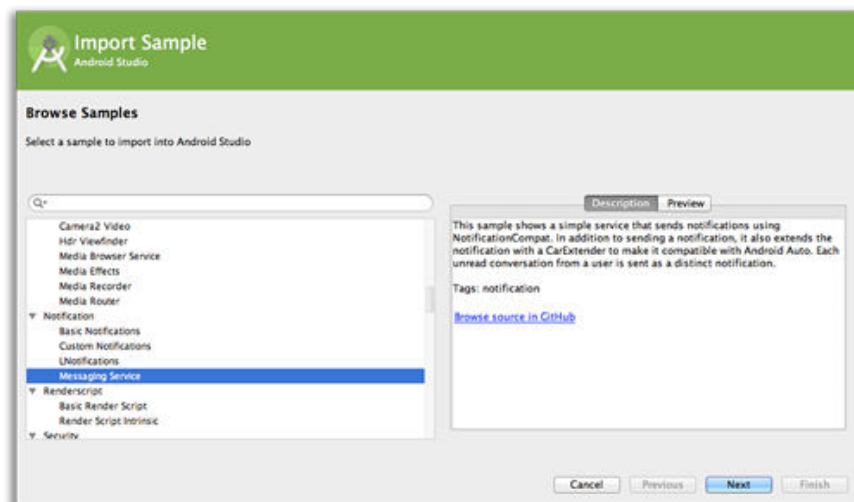 Import Sample
Android Studio
Browse Samples
Select a sample to import into Android Studio
Camera2 Video
Hdr Viewfinder
Media Browser Service
Media Effects
Media Recorder
Media Router
Notification
Basic Notifications
Custom Notifications
LNotifications
Messaging Service
Renderscript
Basic Render Script
Render Script Intrinsic
Security
Description Preview
This sample shows a simple service that sends notifications using
NotificationCompat. In addition to sending a notification, it also extends the
notification with a CarExtender to make it compatible with Android Auto. Each
unread conversation from a user is sent as a distinct notification.
Tags: notification
Browse source in GitHub
Cancel Previous Next Finish